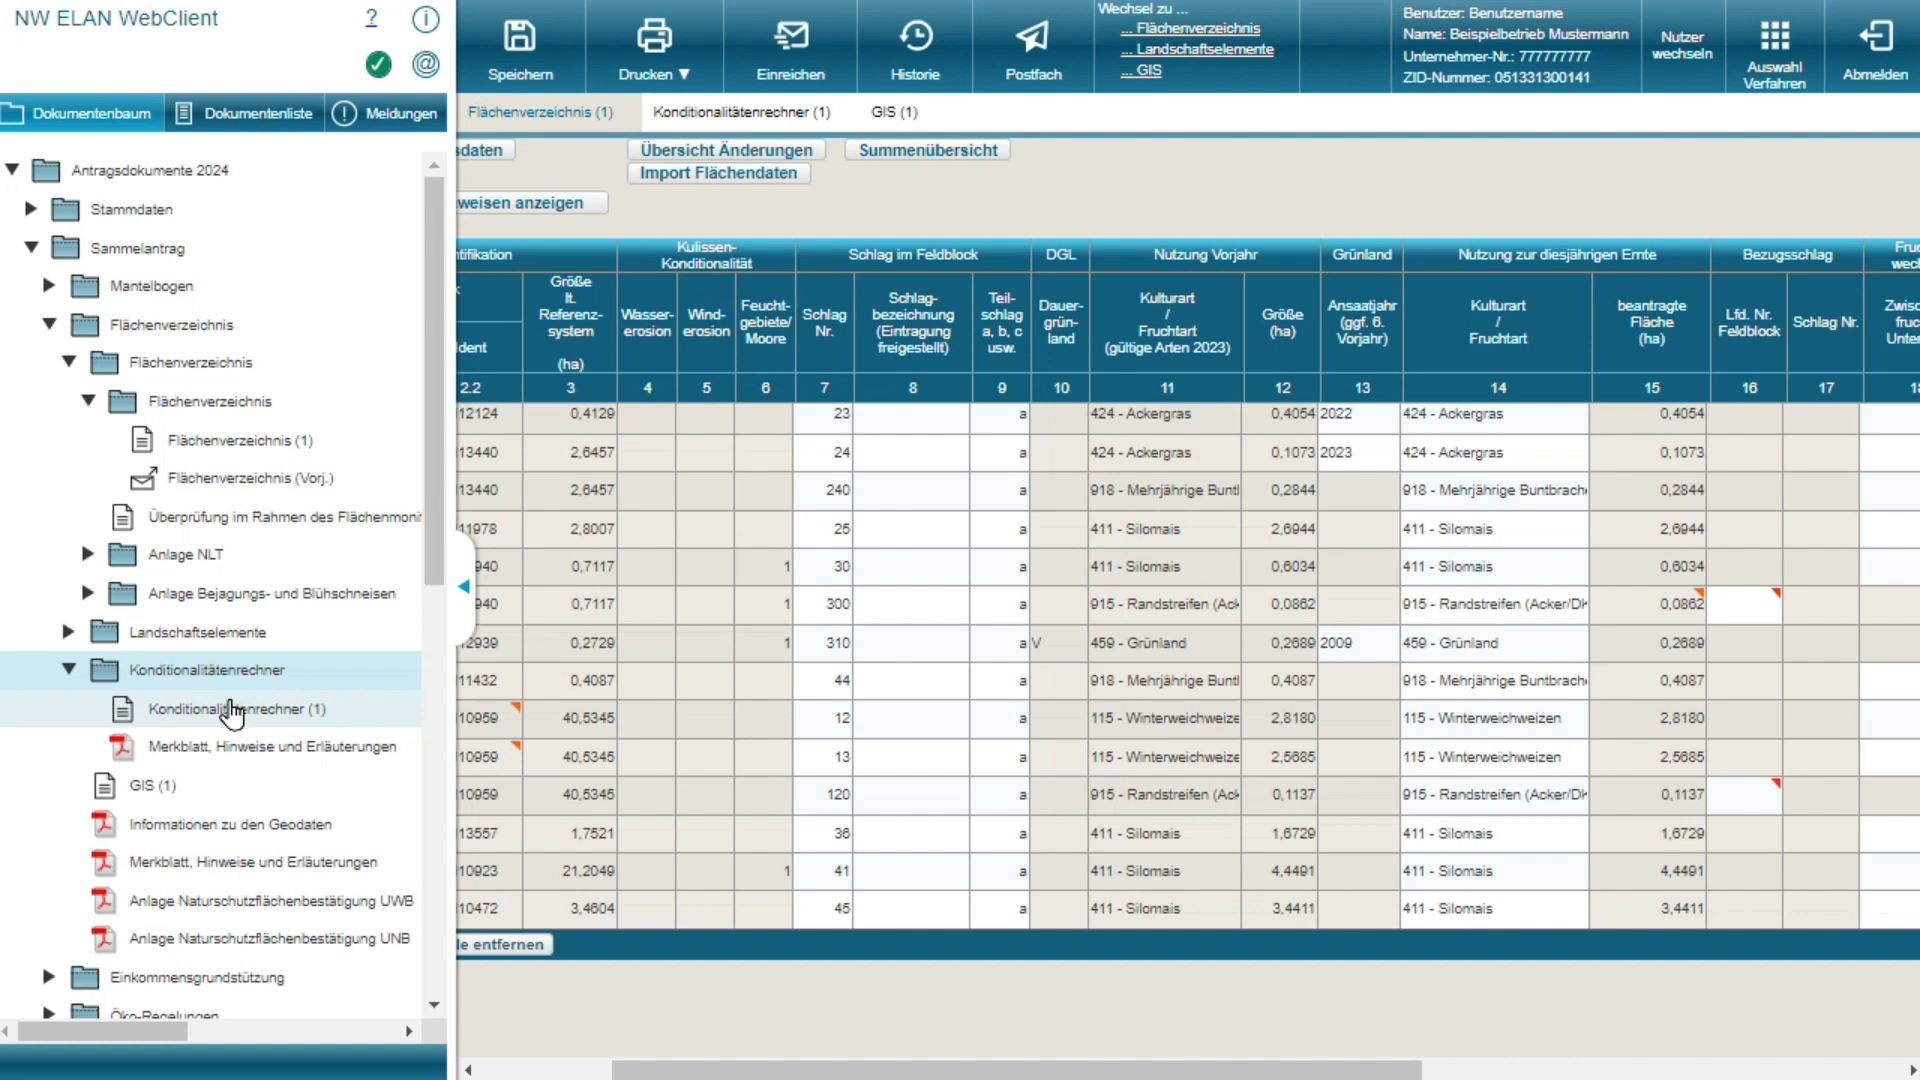 NW ELAN WebClient
?
i
@
Speichern
Drucken ▼
Einreichen
Historie
Postfach
Wechsel zu ...
... Flächenverzeichnis
... Landschaftselemente
... GIS
Benutzer: Benutzername
Name: Beispielbetrieb Mustermann
Unternehmer-Nr.: 777777777
ZID-Nummer: 051331300141
Nutzer
wechseln
Auswahl
Verfahren
Abmelden
Dokumentenbaum
Dokumentenliste
Meldungen
Flächenverzeichnis (1)
Konditionalitätenrechner (1)
GIS (1)
Antragsdokumente 2024
Stammdaten
Sammelantrag
Mantelbogen
Flächenverzeichnis
Flächenverzeichnis
Flächenverzeichnis
Flächenverzeichnis (1)
Flächenverzeichnis (Vorj.)
Überprüfung im Rahmen des Flächenmonit
Anlage NLT
Anlage Bejagungs- und Blühschneisen
Landschaftselemente
Konditionalitätenrechner
Konditionalitätenrechner (1)
Merkblatt, Hinweise und Erläuterungen
GIS (1)
Informationen zu den Geodaten
Merkblatt, Hinweise und Erläuterungen
Anlage Naturschutzflächenbestätigung UWB
Anlage Naturschutzflächenbestätigung UNB
Einkommensgrundstützung
Öko-Regelungen
sdaten
Übersicht Änderungen
Summenübersicht
Import Flächendaten
weisen anzeigen
ntifikation
Kulissen-
Konditionalität
Schlag im Feldblock
DGL
Nutzung Vorjahr
Grünland
Nutzung zur diesjährigen Ernte
Bezugsschlag
Fruc
wech
dent
Größe
lt.
Referenz-
system
(ha)
Wasser-
erosion
Wind-
erosion
Feucht-
gebiete/
Moore
Schlag
Nr.
Schlag-
bezeichnung
(Eintragung
freigestellt)
Teil-
schlag
a, b, c
usw.
Dauer-
grün-
land
Kulturart
/
Fruchtart
(gültige Arten 2023)
Größe
(ha)
Ansaatjahr
(ggf. 6.
Vorjahr)
Kulturart
/
Fruchtart
beantragte
Fläche
(ha)
Lfd. Nr.
Feldblock
Schlag Nr.
Zwisc
fruc
Unter
2.2 3 4 5 6 7 8 9 10 11 12 13 14 15 16 17 18
12124 0,4129 23 a 424 - Ackergras 0,4054 2022 424 - Ackergras 0,4054
13440 2,6457 24 a 424 - Ackergras 0,1073 2023 424 - Ackergras 0,1073
13440 2,6457 240 a 918 - Mehrjährige Buntl 0,2844 918 - Mehrjährige Buntbrach 0,2844
11978 2,8007 25 a 411 - Silomais 2,6944 411 - Silomais 2,6944
940 0,7117 1 30 a 411 - Silomais 0,6034 411 - Silomais 0,6034
940 0,7117 1 300 a 915 - Randstreifen (Ack 0,0862 915 - Randstreifen (Acker/D 0,0862
2939 0,2729 1 310 a V 459 - Grünland 0,2689 2009 459 - Grünland 0,2689
11432 0,4087 44 a 918 - Mehrjährige Buntl 0,4087 918 - Mehrjährige Buntbrach 0,4087
10959 40,5345 12 a 115 - Winterweichweize 2,8180 115 - Winterweichweizen 2,8180
10959 40,5345 13 a 115 - Winterweichweize 2,5685 115 - Winterweichweizen 2,5685
10959 40,5345 120 a 915 - Randstreifen (Ack 0,1137 915 - Randstreifen (Acker/D 0,1137
13557 1,7521 36 a 411 - Silomais 1,6729 411 - Silomais 1,6729
10923 21,2049 1 41 a 411 - Silomais 4,4491 411 - Silomais 4,4491
10472 3,4604 45 a 411 - Silomais 3,4411 411 - Silomais 3,4411
le entfernen